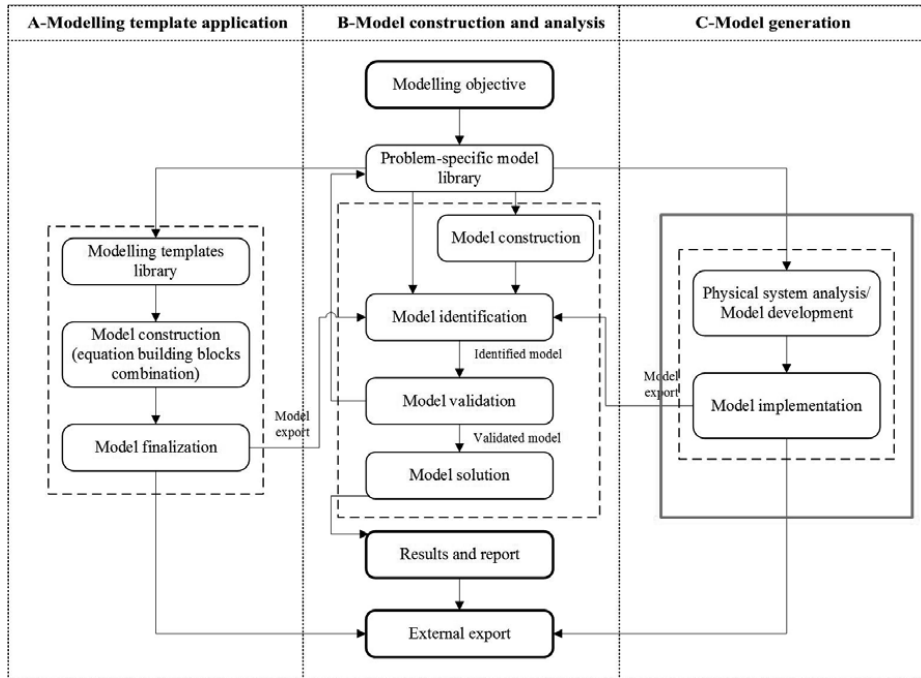 A-Modelling template application
B-Model construction and analysis
C-Model generation
Modelling objective
Problem-specific model
library
Modelling templates
library
Model construction
(equation building blocks
combination)
Model finalization
Model
export
Model construction
Model identification
Identified model
Model validation
Validated model
Model solution
Results and report
External export
Physical system analysis/
Model development
Model
export
Model implementation